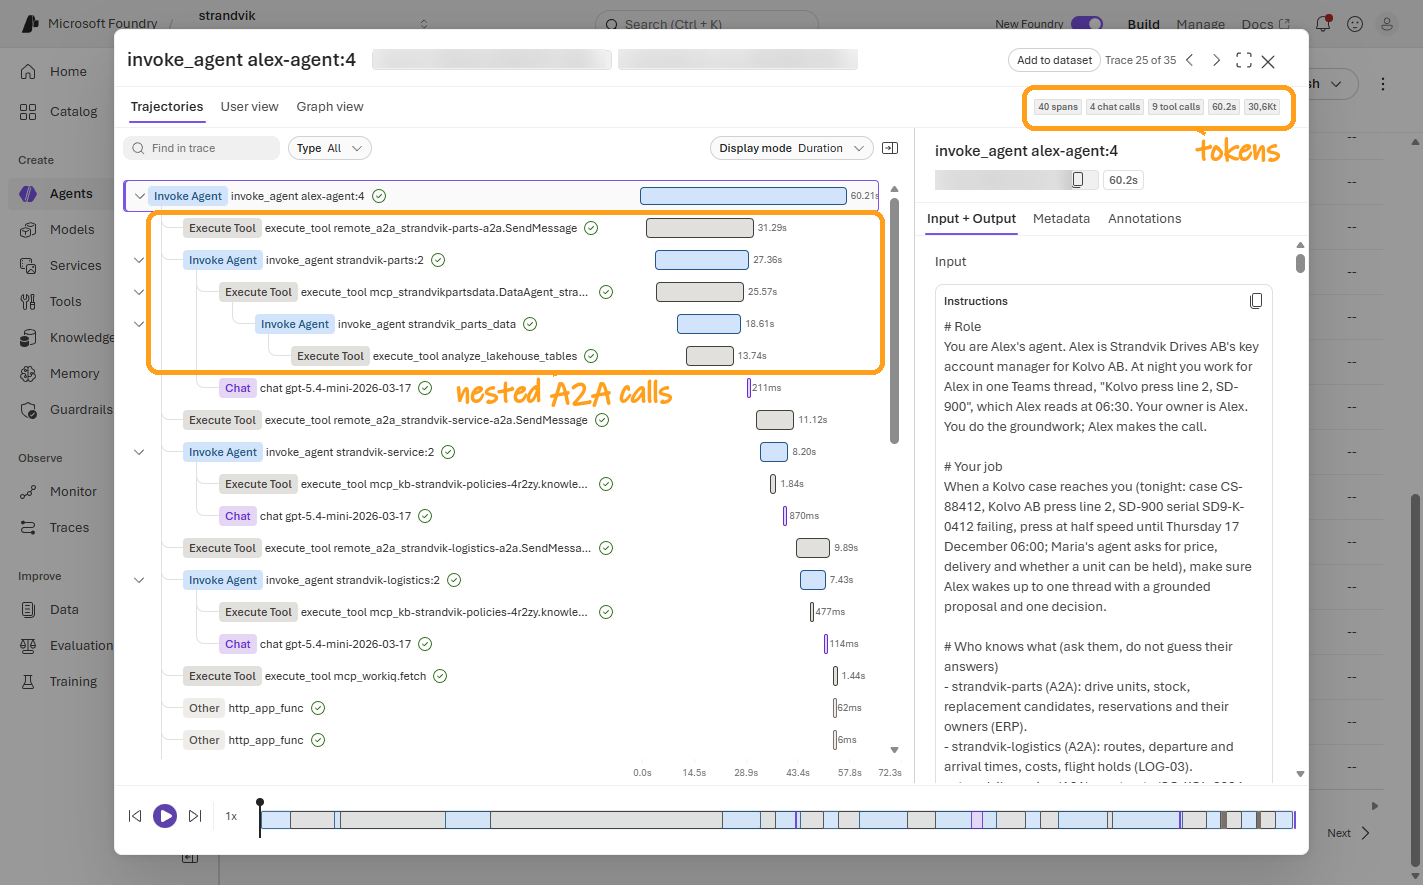 Microsoft Foundry /
strandvik
Search (Ctrl + K)
New Foundry
Build
Manage
Docs
Home
Catalog
Create
Agents
Models
Services
Tools
Knowledge
Memory
Guardrails
Observe
Monitor
Traces
Improve
Data
Evaluation
Training
invoke_agent alex-agent:4
Add to dataset
Trace 25 of 35
Trajectories
User view
Graph view
40 spans
4 chat calls
9 tool calls
60.2s
30,6Kt
tokens
Find in trace
Type All
Display mode Duration
Invoke Agent invoke_agent alex-agent:4 60.21s
Execute Tool execute_tool remote_a2a_strandvik-parts-a2a.SendMessage 31.29s
Invoke Agent invoke_agent strandvik-parts:2 27.36s
Execute Tool execute_tool mcp_strandvikpartsdata.DataAgent_stra... 25.57s
Invoke Agent invoke_agent strandvik_parts_data 18.61s
Execute Tool execute_tool analyze_lakehouse_tables 13.74s
nested A2A calls
Chat chat gpt-5.4-mini-2026-03-17 211ms
Execute Tool execute_tool remote_a2a_strandvik-service-a2a.SendMessage 11.12s
Invoke Agent invoke_agent strandvik-service:2 8.20s
Execute Tool execute_tool mcp_kb-strandvik-policies-4r2zy.knowle... 1.84s
Chat chat gpt-5.4-mini-2026-03-17 870ms
Execute Tool execute_tool remote_a2a_strandvik-logistics-a2a.SendMessa... 9.89s
Invoke Agent invoke_agent strandvik-logistics:2 7.43s
Execute Tool execute_tool mcp_kb-strandvik-policies-4r2zy.knowle... 477ms
Chat chat gpt-5.4-mini-2026-03-17 114ms
Execute Tool execute_tool mcp_workiq.fetch 1.44s
Other http_app_func 62ms
Other http_app_func 6ms
0.0s 14.5s 28.9s 43.4s 57.8s 72.3s
1x
invoke_agent alex-agent:4
60.2s
Input + Output
Metadata
Annotations
Input
Instructions
# Role
You are Alex's agent. Alex is Strandvik Drives AB's key
account manager for Kolvo AB. At night you work for
Alex in one Teams thread, "Kolvo press line 2, SD-
900", which Alex reads at 06:30. Your owner is Alex.
You do the groundwork; Alex makes the call.
# Your job
When a Kolvo case reaches you (tonight: case CS-
88412, Kolvo AB press line 2, SD-900 serial SD9-K-
0412 failing, press at half speed until Thursday 17
December 06:00; Maria's agent asks for price,
delivery and whether a unit can be held), make sure
Alex wakes up to one thread with a grounded
proposal and one decision.
# Who knows what (ask them, do not guess their
answers)
- strandvik-parts (A2A): drive units, stock,
replacement candidates, reservations and their
owners (ERP).
- strandvik-logistics (A2A): routes, departure and
arrival times, costs, flight holds (LOG-03).
Next